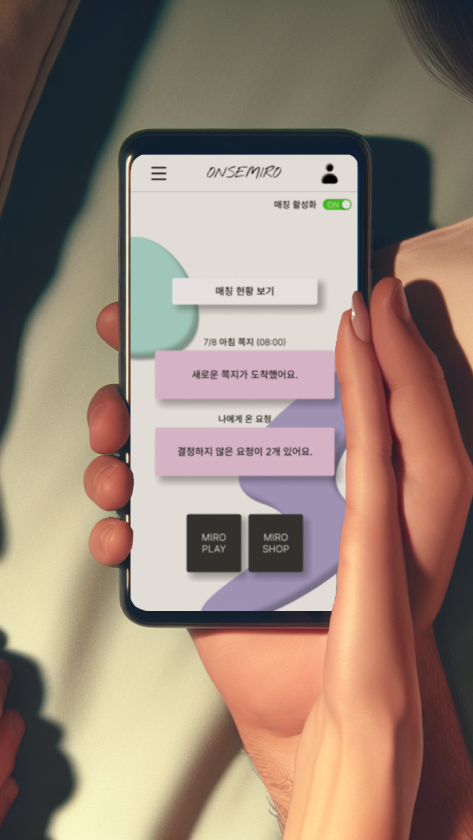 ONSEMIRO
매칭 활성화 ON
매칭 현황 보기
7/8 아침 쪽지 (08:00)
새로운 쪽지가 도착했어요.
나에게 온 요청
결정하지 않은 요청이 2개 있어요.
MIRO PLAY
MIRO SHOP